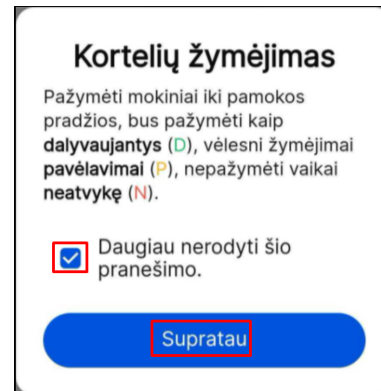 Kortelių žymėjimas
Pažymėti mokiniai iki pamokos
pradžios, bus pažymėti kaip
dalyvaujantys (D), vėlesni žymėjimai
pavėlavimai (P), nepažymėti vaikai
neatvykę (N).
Daugiau nerodyti šio
pranešimo.
Supratau